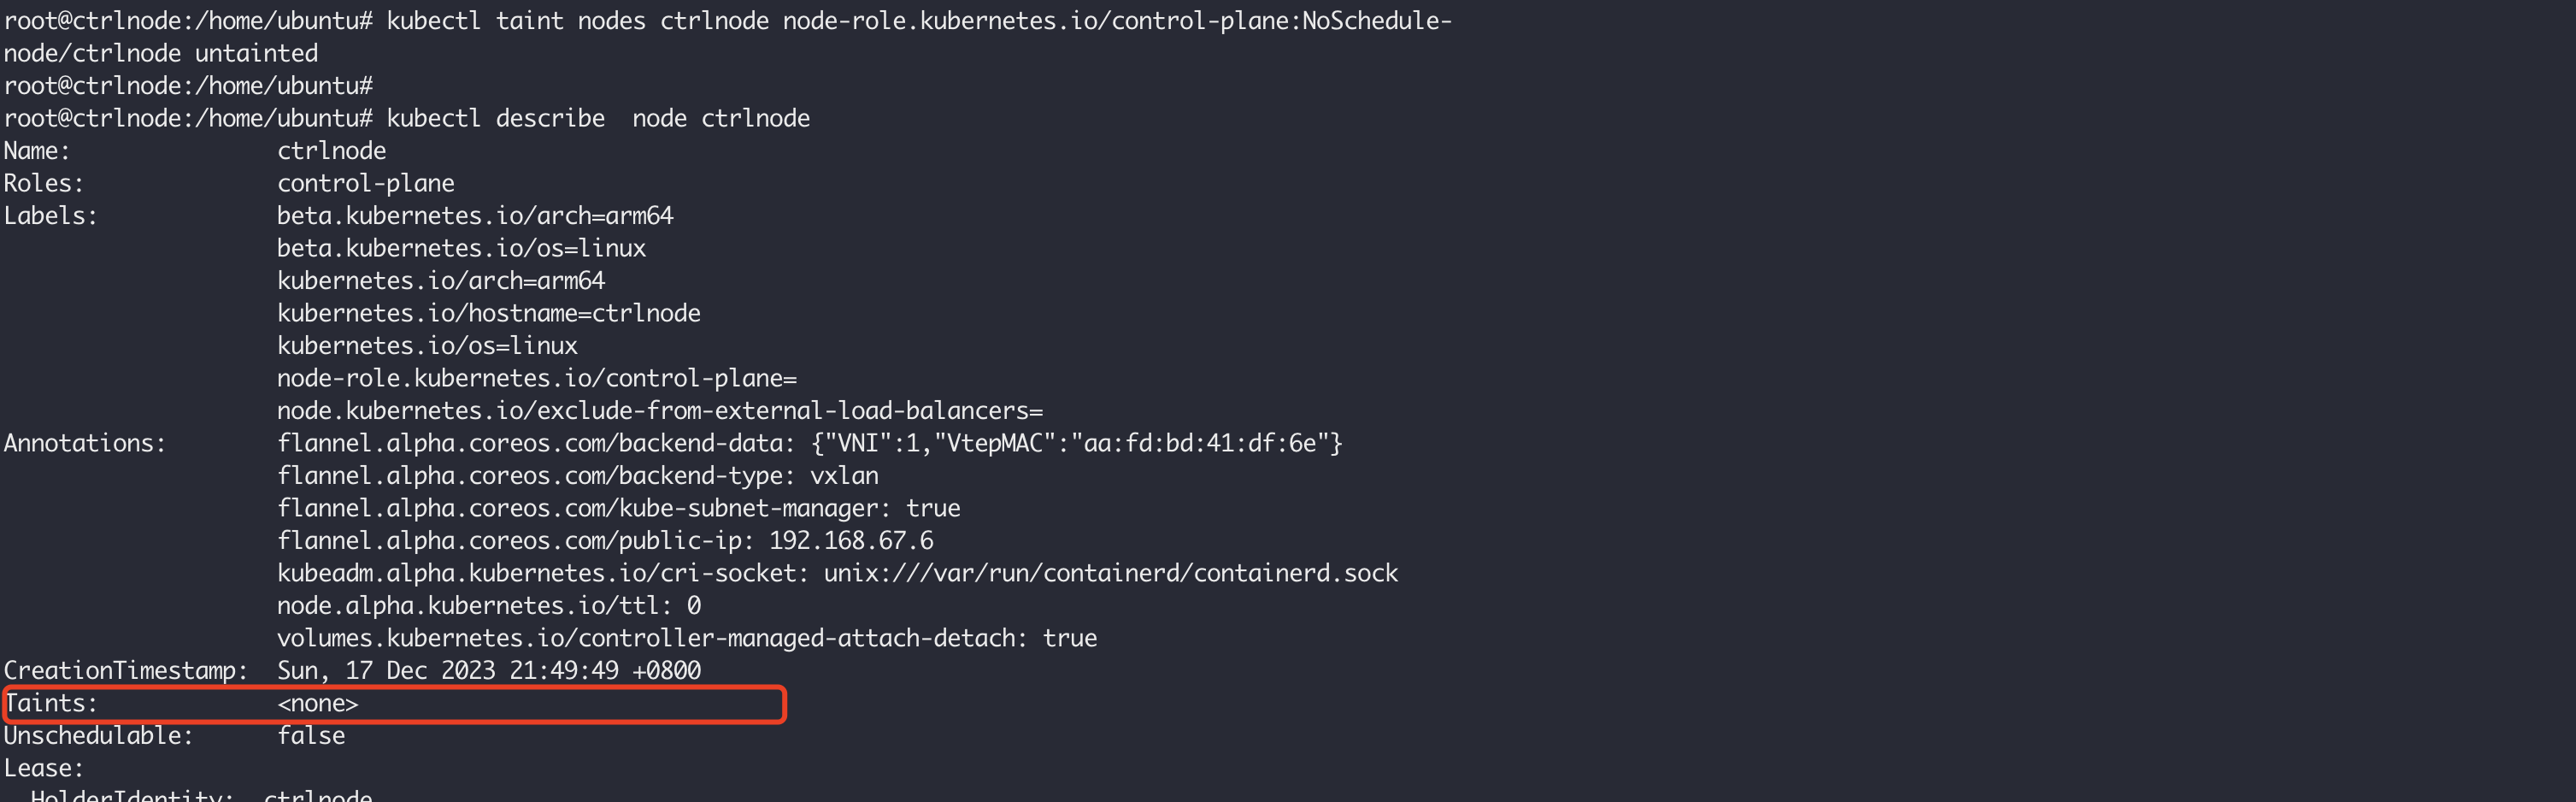 root@ctrlnode:/home/ubuntu# kubectl taint nodes ctrlnode node-role.kubernetes.io/control-plane:NoSchedule-
node/ctrlnode untainted
root@ctrlnode:/home/ubuntu#
root@ctrlnode:/home/ubuntu# kubectl describe  node ctrlnode
Name:               ctrlnode
Roles:              control-plane
Labels:             beta.kubernetes.io/arch=arm64
                    beta.kubernetes.io/os=linux
                    kubernetes.io/arch=arm64
                    kubernetes.io/hostname=ctrlnode
                    kubernetes.io/os=linux
                    node-role.kubernetes.io/control-plane=
                    node.kubernetes.io/exclude-from-external-load-balancers=
Annotations:        flannel.alpha.coreos.com/backend-data: {"VNI":1,"VtepMAC":"aa:fd:bd:41:df:6e"}
                    flannel.alpha.coreos.com/backend-type: vxlan
                    flannel.alpha.coreos.com/kube-subnet-manager: true
                    flannel.alpha.coreos.com/public-ip: 192.168.67.6
                    kubeadm.alpha.kubernetes.io/cri-socket: unix:///var/run/containerd/containerd.sock
                    node.alpha.kubernetes.io/ttl: 0
                    volumes.kubernetes.io/controller-managed-attach-detach: true
CreationTimestamp:  Sun, 17 Dec 2023 21:49:49 +0800
Taints:             <none>
Unschedulable:      false
Lease:
  HolderIdentity:  ctrlnode